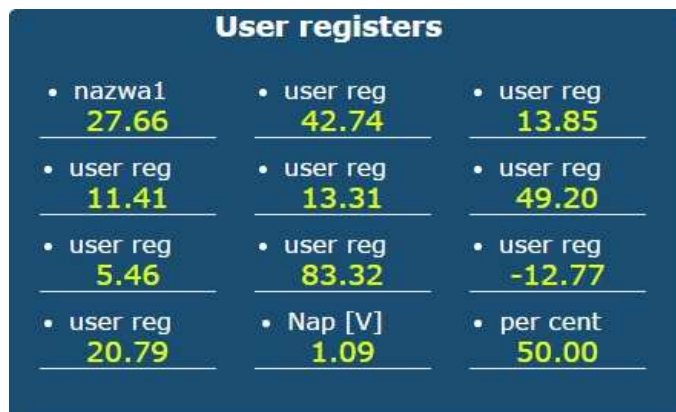 User registers
• nazwa1 • user reg • user reg
27.66 42.74 13.85
• user reg • user reg • user reg
11.41 13.31 49.20
• user reg • user reg • user reg
5.46 83.32 -12.77
• user reg • Nap [V] • per cent
20.79 1.09 50.00